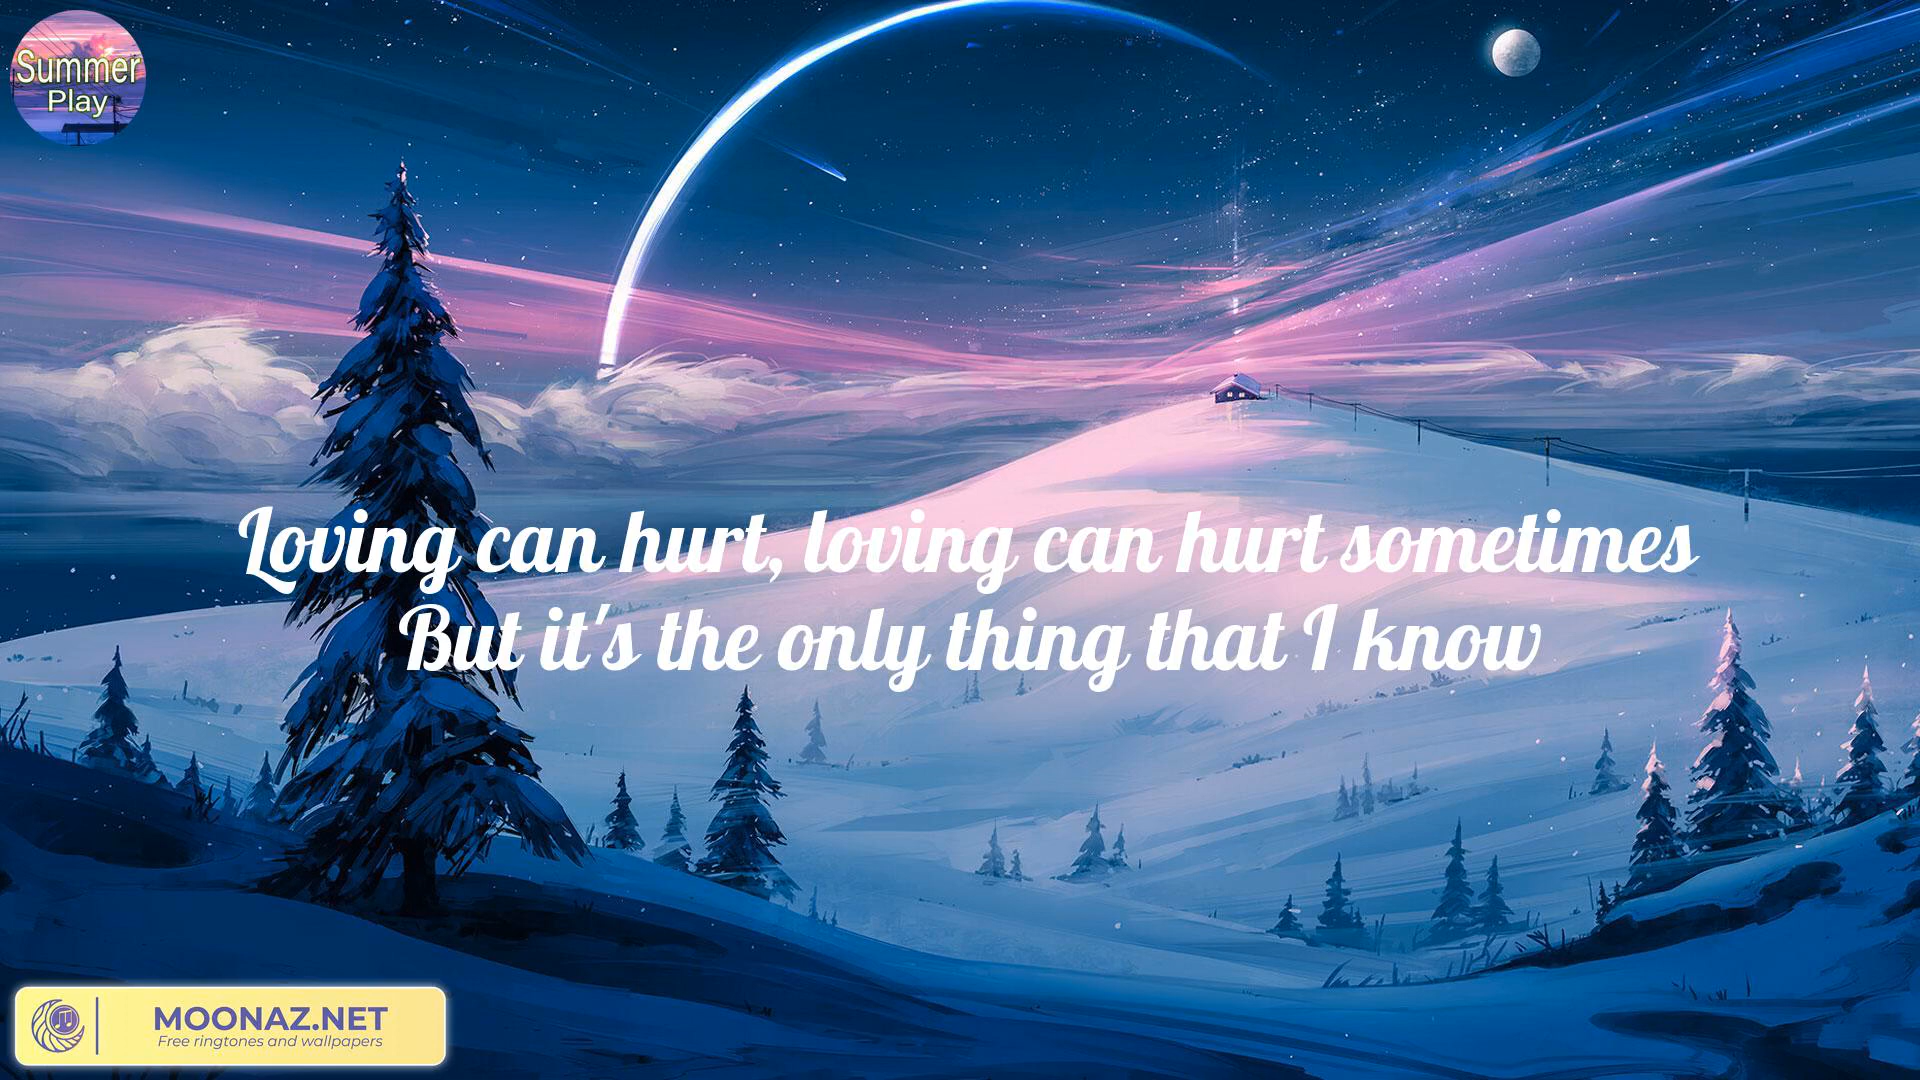 Summer
Play
Loving can hurt, loving can hurt sometimes
But it's the only thing that I know
MOONAZ.NET
Free ringtones and wallpapers